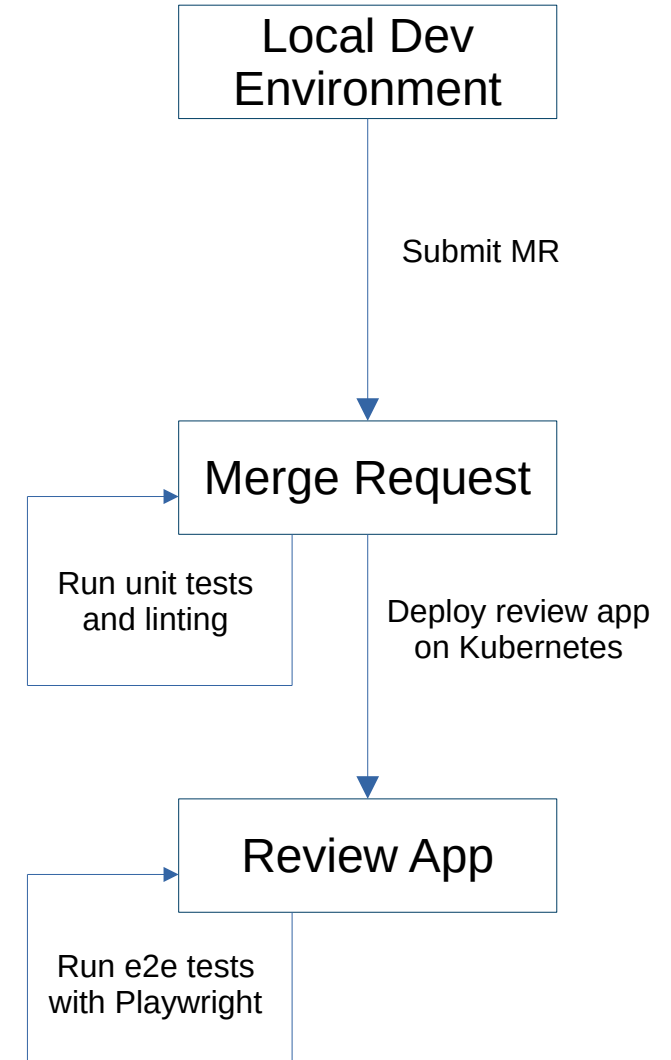 Local Dev
Environment
Submit MR
Merge Request
Run unit tests
and linting
Deploy review app
on Kubernetes
Review App
Run e2e tests
with Playwright